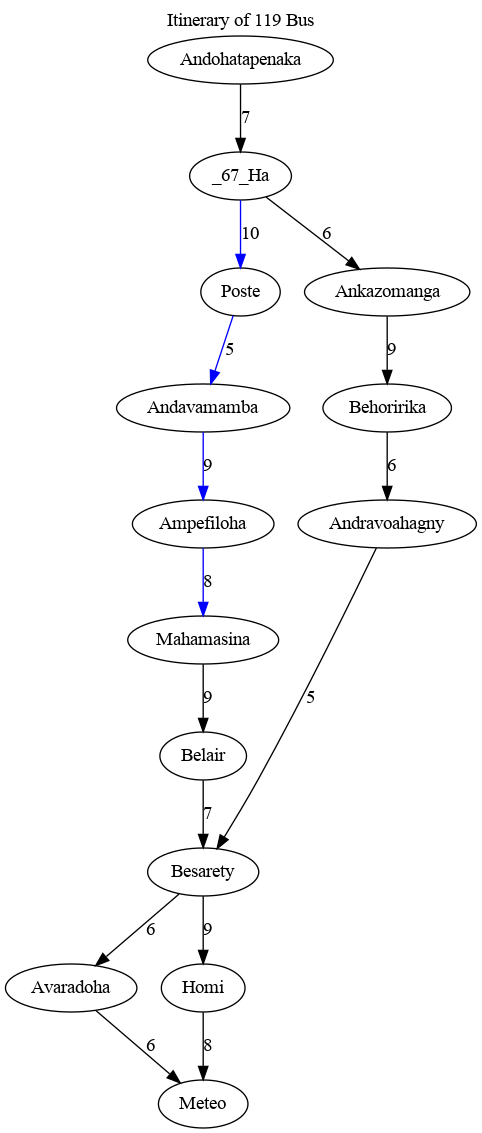 Itinerary of 119 Bus
Andohatapenaka
7
_67_Ha
10
6
Poste
Ankazomanga
5
9
Andavamamba
Behoririka
9
6
Ampefiloha
Andravoahagny
8
Mahamasina
9
5
Belair
7
Besarety
6
9
Avaradoha
Homi
6
8
Meteo